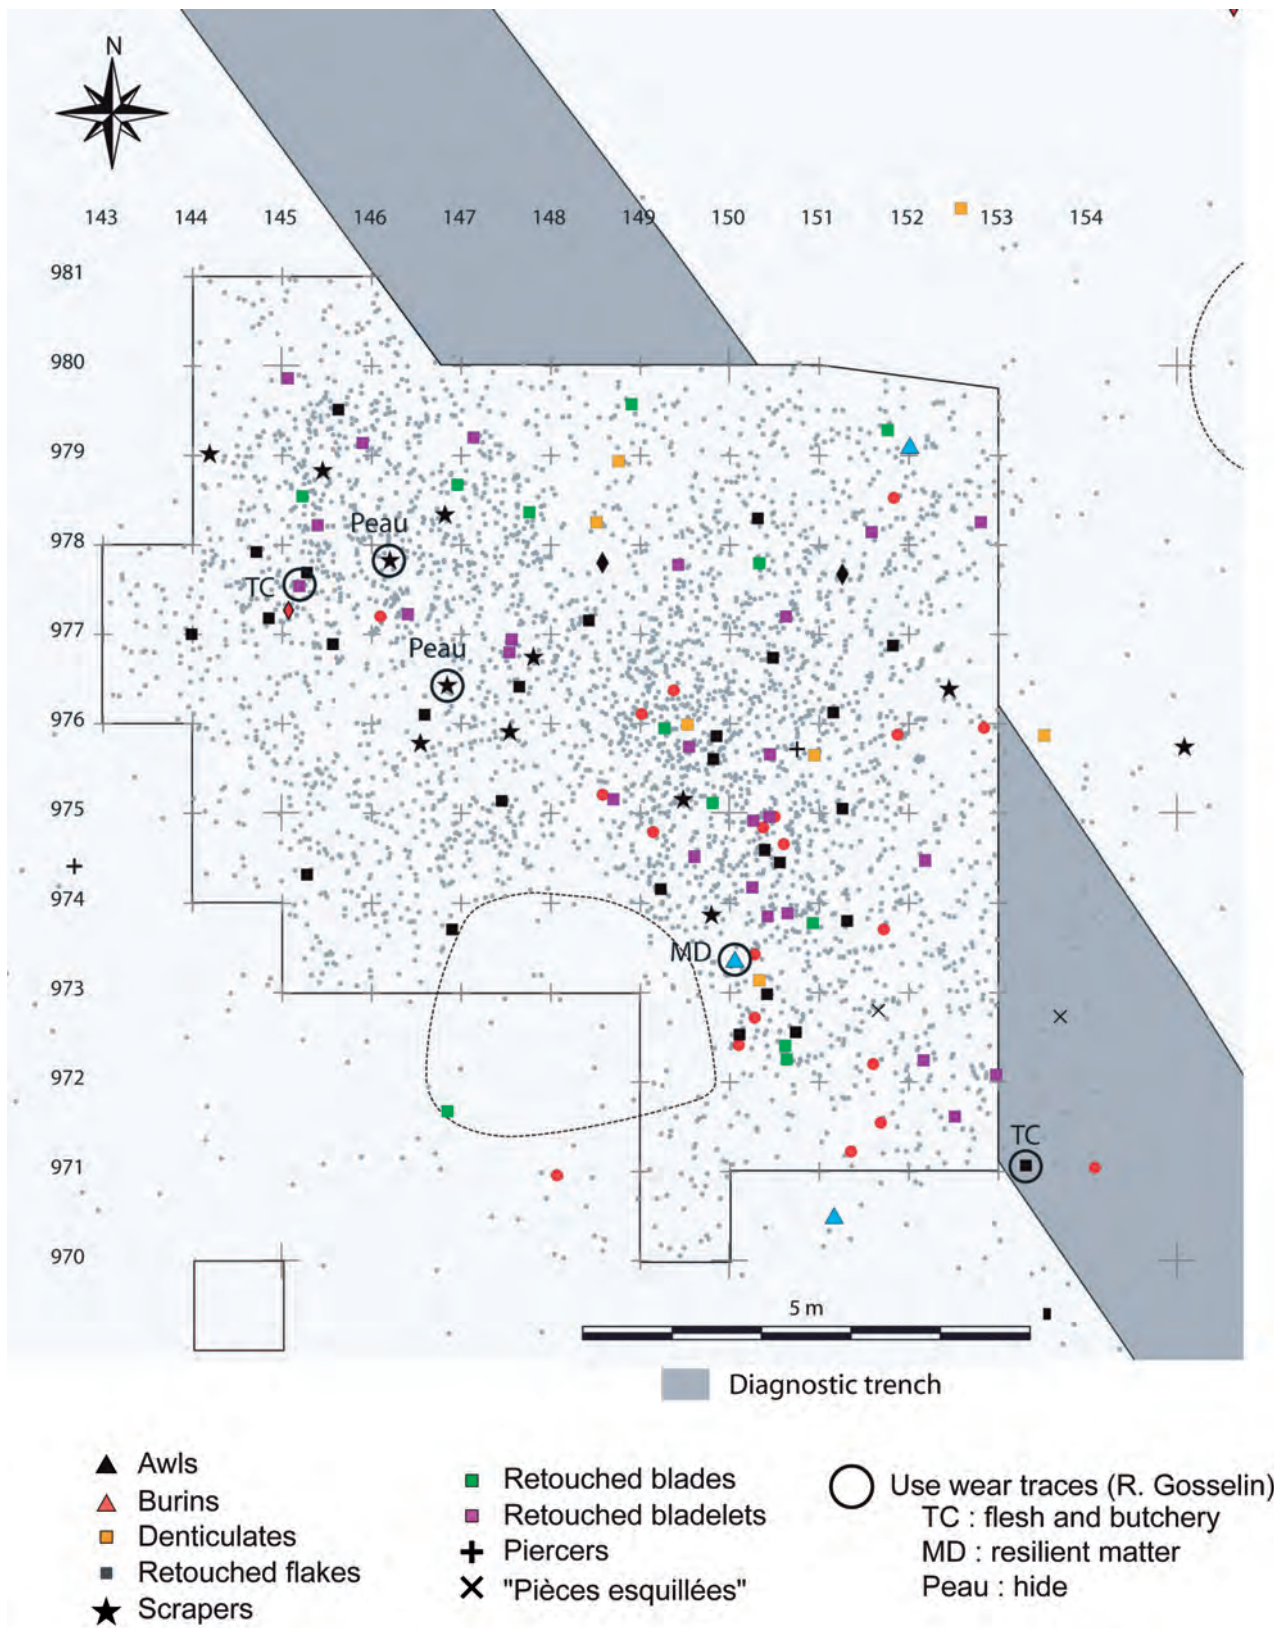 N
143 144 145 146 147 148 149 150 151 152 153 154
981
980
979
978
977
976
975
974
973
972
971
970
Peau
TC
Peau
MD
TC
5 m
Diagnostic trench
Awls
Burins
Denticulates
Retouched flakes
Scrapers
Retouched blades
Retouched bladelets
Piercers
"Pièces esquillées"
Use wear traces (R. Gosselin)
TC : flesh and butchery
MD : resilient matter
Peau : hide